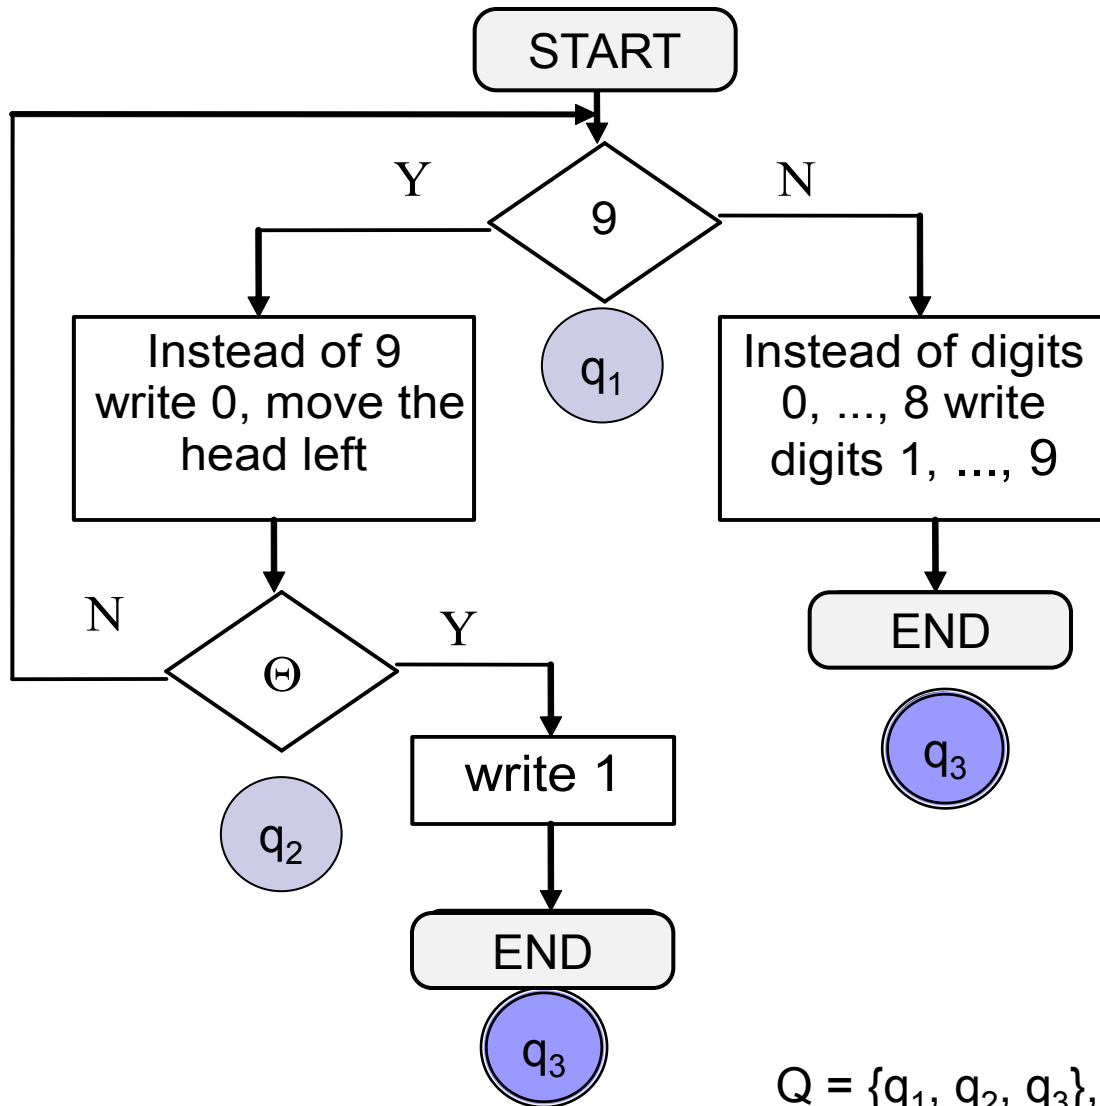 START
Y
N
9
Instead of 9
write 0, move the
head left
q₁
Instead of digits
0, ..., 8 write
digits 1, ..., 9
N
Y
Θ
END
q₃
write 1
q₂
END
q₃
Q = {q₁, q₂, q₃},